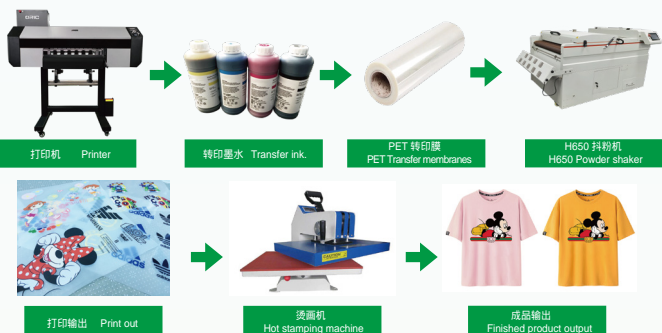 打印机 Printer
转印墨水 Transfer ink.
PET 转印膜
PET Transfer membranes
H650 抖粉机
H650 Powder shaker
打印输出 Print out
烫画机
Hot stamping machine
成品输出
Finished product output